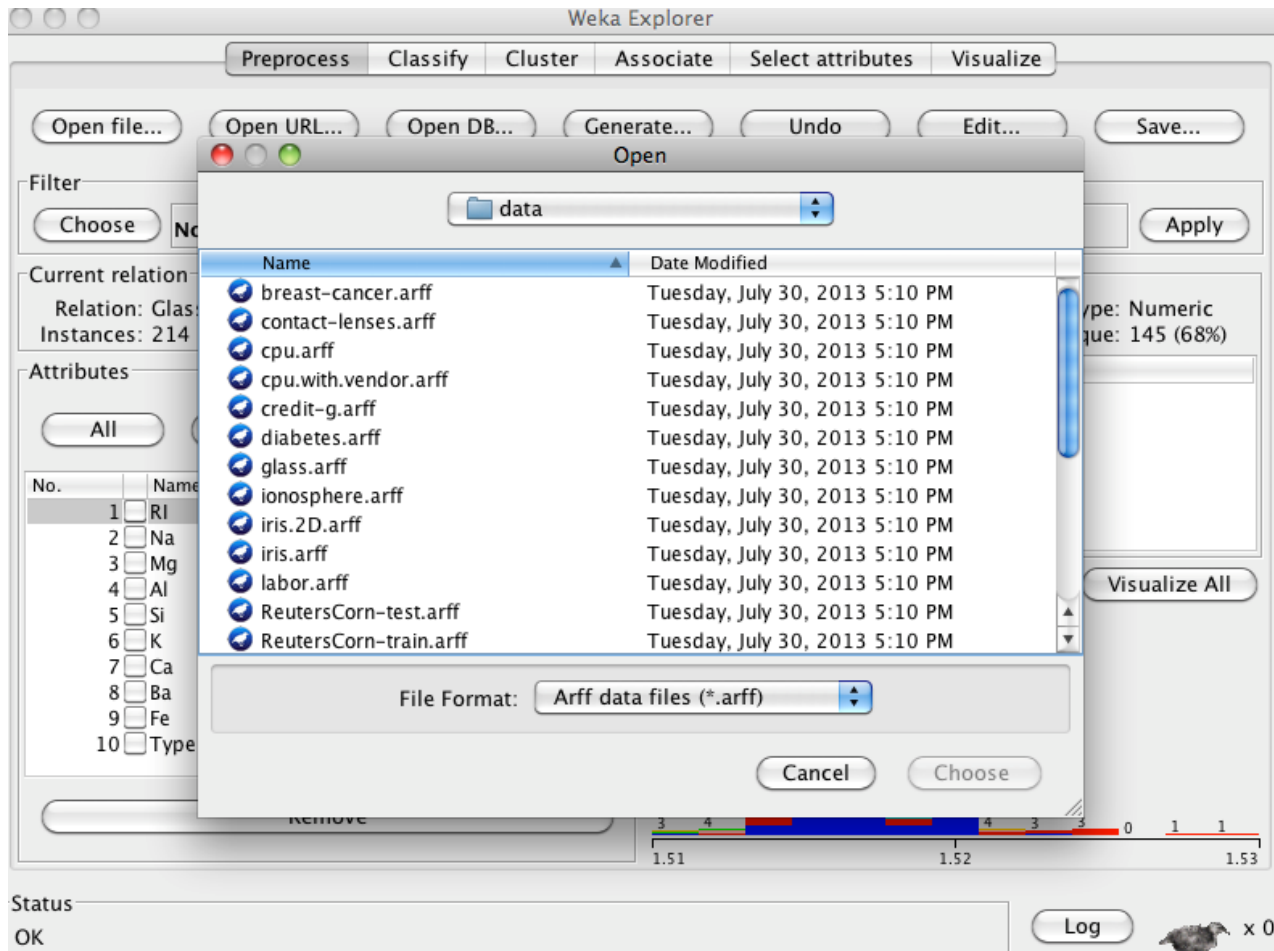 Weka Explorer
Preprocess Classify Cluster Associate Select attributes Visualize
Open file... Open URL... Open DB... Generate... Undo Edit... Save...
Open
Filter
data
Choose Apply
Name Date Modified
Current relation
breast-cancer.arff Tuesday, July 30, 2013 5:10 PM
Relation: Numeric
contact-lenses.arff Tuesday, July 30, 2013 5:10 PM
Instances: 214 145 (68%)
cpu.arff Tuesday, July 30, 2013 5:10 PM
Attributes
cpu.with.vendor.arff Tuesday, July 30, 2013 5:10 PM
credit-g.arff Tuesday, July 30, 2013 5:10 PM
All
diabetes.arff Tuesday, July 30, 2013 5:10 PM
glass.arff Tuesday, July 30, 2013 5:10 PM
No. Name
ionosphere.arff Tuesday, July 30, 2013 5:10 PM
1 RI
iris.2D.arff Tuesday, July 30, 2013 5:10 PM
2 Na
iris.arff Tuesday, July 30, 2013 5:10 PM
3 Mg
labor.arff Tuesday, July 30, 2013 5:10 PM
4 Al Visualize All
ReutersCorn-test.arff Tuesday, July 30, 2013 5:10 PM
5 Si
ReutersCorn-train.arff Tuesday, July 30, 2013 5:10 PM
6 K
7 Ca
8 Ba
File Format: Arff data files (*.arff)
9 Fe
10 Type
Cancel Choose
Remove
3 4 4 3 3 0 1 1
1.51 1.52 1.53
Status
OK
Log x 0